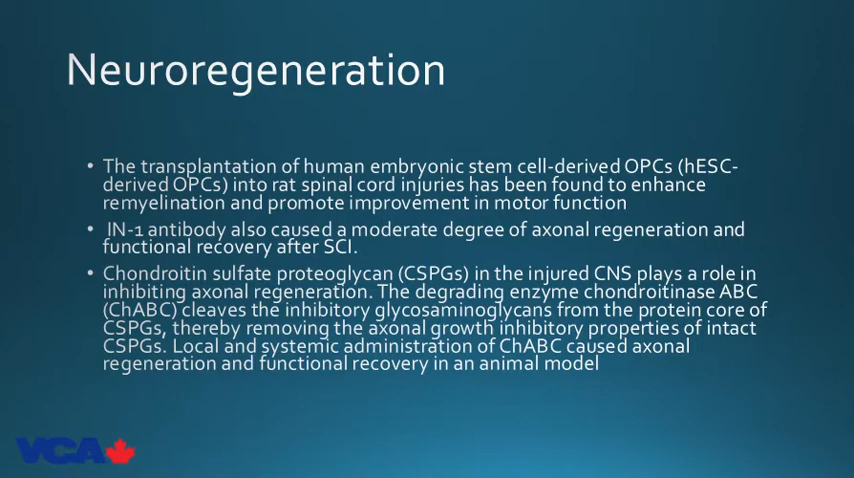 Neuroregeneration
• The transplantation of human embryonic stem cell-derived OPCs (hESC-
derived OPCs) into rat spinal cord injuries has been found to enhance
remyelination and promote improvement in motor function
• IN-1 antibody also caused a moderate degree of axonal regeneration and
functional recovery after SCI.
• Chondroitin sulfate proteoglycan (CSPGs) in the injured CNS plays a role in
inhibiting axonal regeneration. The degrading enzyme chondroitinase ABC
(ChABC) cleaves the inhibitory glycosaminoglycans from the protein core of
CSPGs, thereby removing the axonal growth inhibitory properties of intact
CSPGs. Local and systemic administration of ChABC caused axonal
regeneration and functional recovery in an animal model
VCA